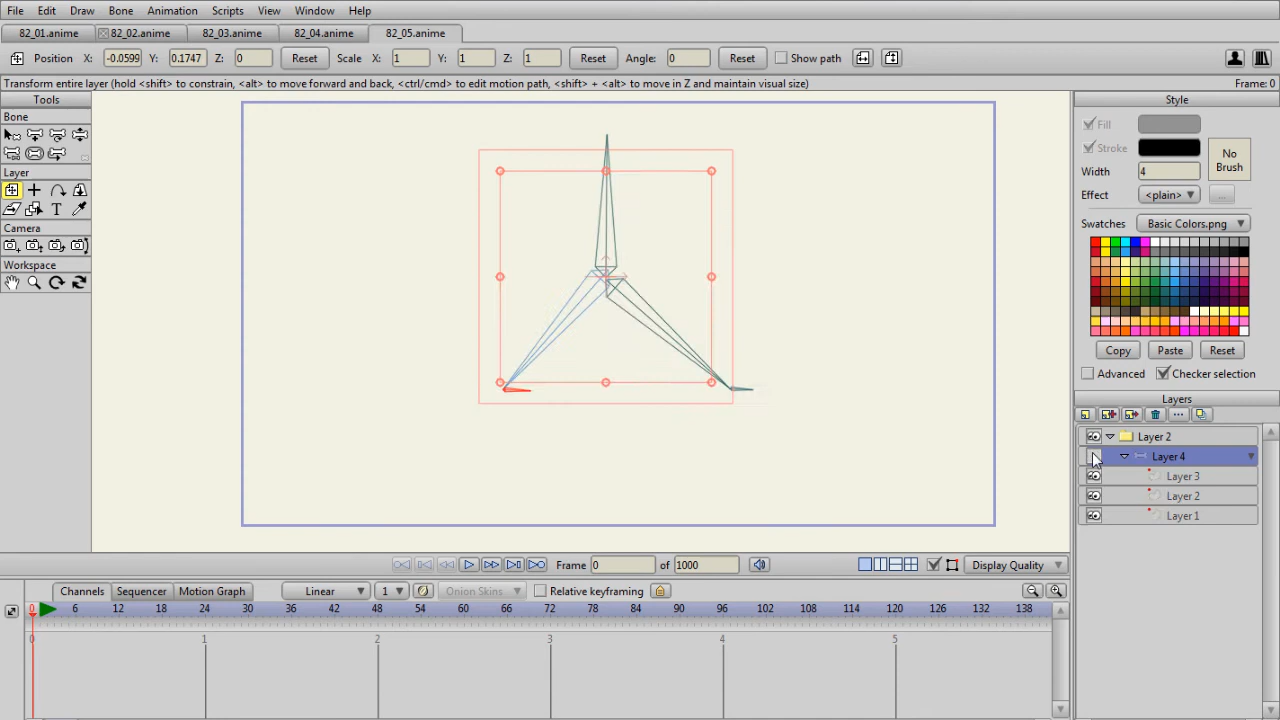 File Edit Draw Bone Animation Scripts View Window Help
82_01.anime 82_02.anime 82_03.anime 82_04.anime 82_05.anime
Position X: -0.0599 Y: 0.1747 Z: 0 Reset Scale X: 1 Y: 1 Z: 1 Reset Angle: 0 Reset Show path
Transform entire layer (hold <shift> to constrain, <alt> to move forward and back, <ctrl/cmd> to edit motion path, <shift> + <alt> to move in Z and maintain visual size) Frame: 0
Tools
Bone
Layer
Camera
Workspace
Style
Fill
Stroke
No Brush
Width 4
Effect <plain> ...
Swatches Basic Colors.png
Copy Paste Reset
Advanced Checker selection
Layers
Layer 2
Layer 4
Layer 3
Layer 2
Layer 1
Frame 0 of 1000 Display Quality
Channels Sequencer Motion Graph Linear 1 Onion Skins Relative keyframing
0 6 12 18 24 30 36 42 48 54 60 66 72 78 84 90 96 102 108 114 120 126 132 138
0 1 2 3 4 5